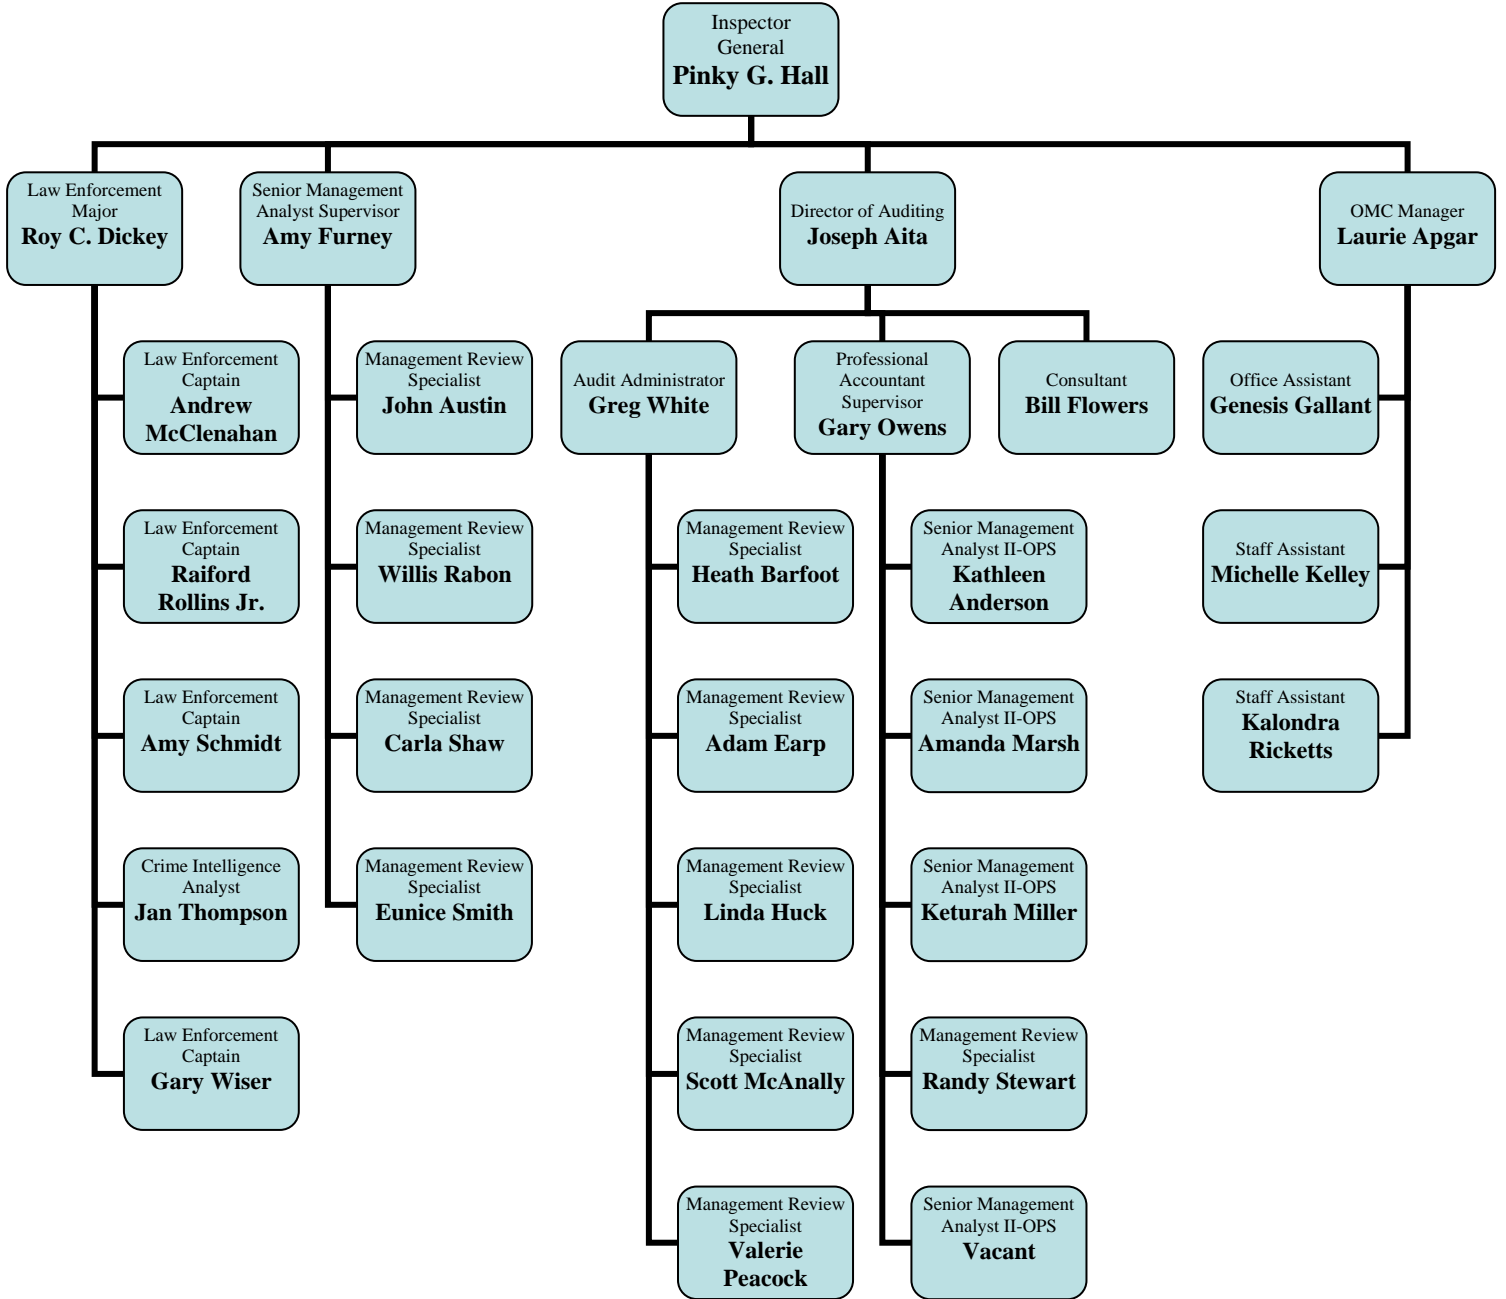 Inspector
General
Pinky G. Hall
Law Enforcement
Major
Roy C. Dickey
Senior Management
Analyst Supervisor
Amy Furney
Director of Auditing
Joseph Aita
OMC Manager
Laurie Apgar
Law Enforcement
Captain
Andrew
McClenahan
Law Enforcement
Captain
Raiford
Rollins Jr.
Law Enforcement
Captain
Amy Schmidt
Crime Intelligence
Analyst
Jan Thompson
Law Enforcement
Captain
Gary Wiser
Management Review
Specialist
John Austin
Management Review
Specialist
Willis Rabon
Management Review
Specialist
Carla Shaw
Management Review
Specialist
Eunice Smith
Audit Administrator
Greg White
Professional
Accountant
Supervisor
Gary Owens
Consultant
Bill Flowers
Management Review
Specialist
Heath Barfoot
Management Review
Specialist
Adam Earp
Management Review
Specialist
Linda Huck
Management Review
Specialist
Scott McAnally
Management Review
Specialist
Valerie
Peacock
Senior Management
Analyst II-OPS
Kathleen
Anderson
Senior Management
Analyst II-OPS
Amanda Marsh
Senior Management
Analyst II-OPS
Keturah Miller
Management Review
Specialist
Randy Stewart
Senior Management
Analyst II-OPS
Vacant
Office Assistant
Genesis Gallant
Staff Assistant
Michelle Kelley
Staff Assistant
Kalondra
Ricketts